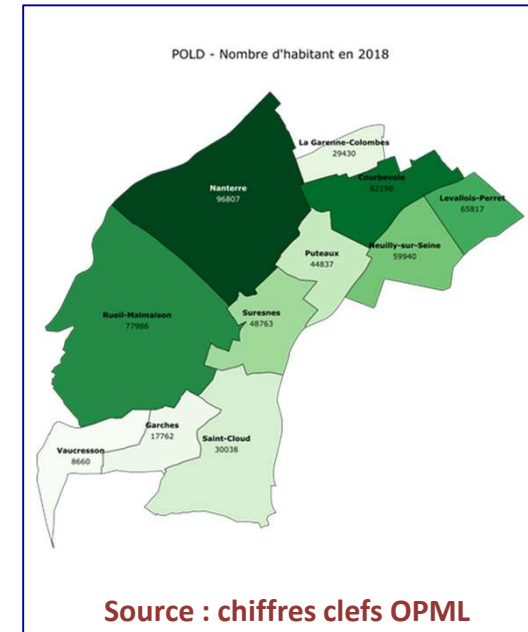 POLD - Nombre d'habitant en 2018
La Garenne-Colombes
29430
Courbevoie
82198
Nanterre
96807
Levallois-Perret
65817
Neuilly-sur-Seine
59940
Puteaux
44837
Rueil-Malmaison
77986
Suresnes
48763
Garches
17762
Saint-Cloud
30038
Vaucresson
8660
Source : chiffres clefs OPML